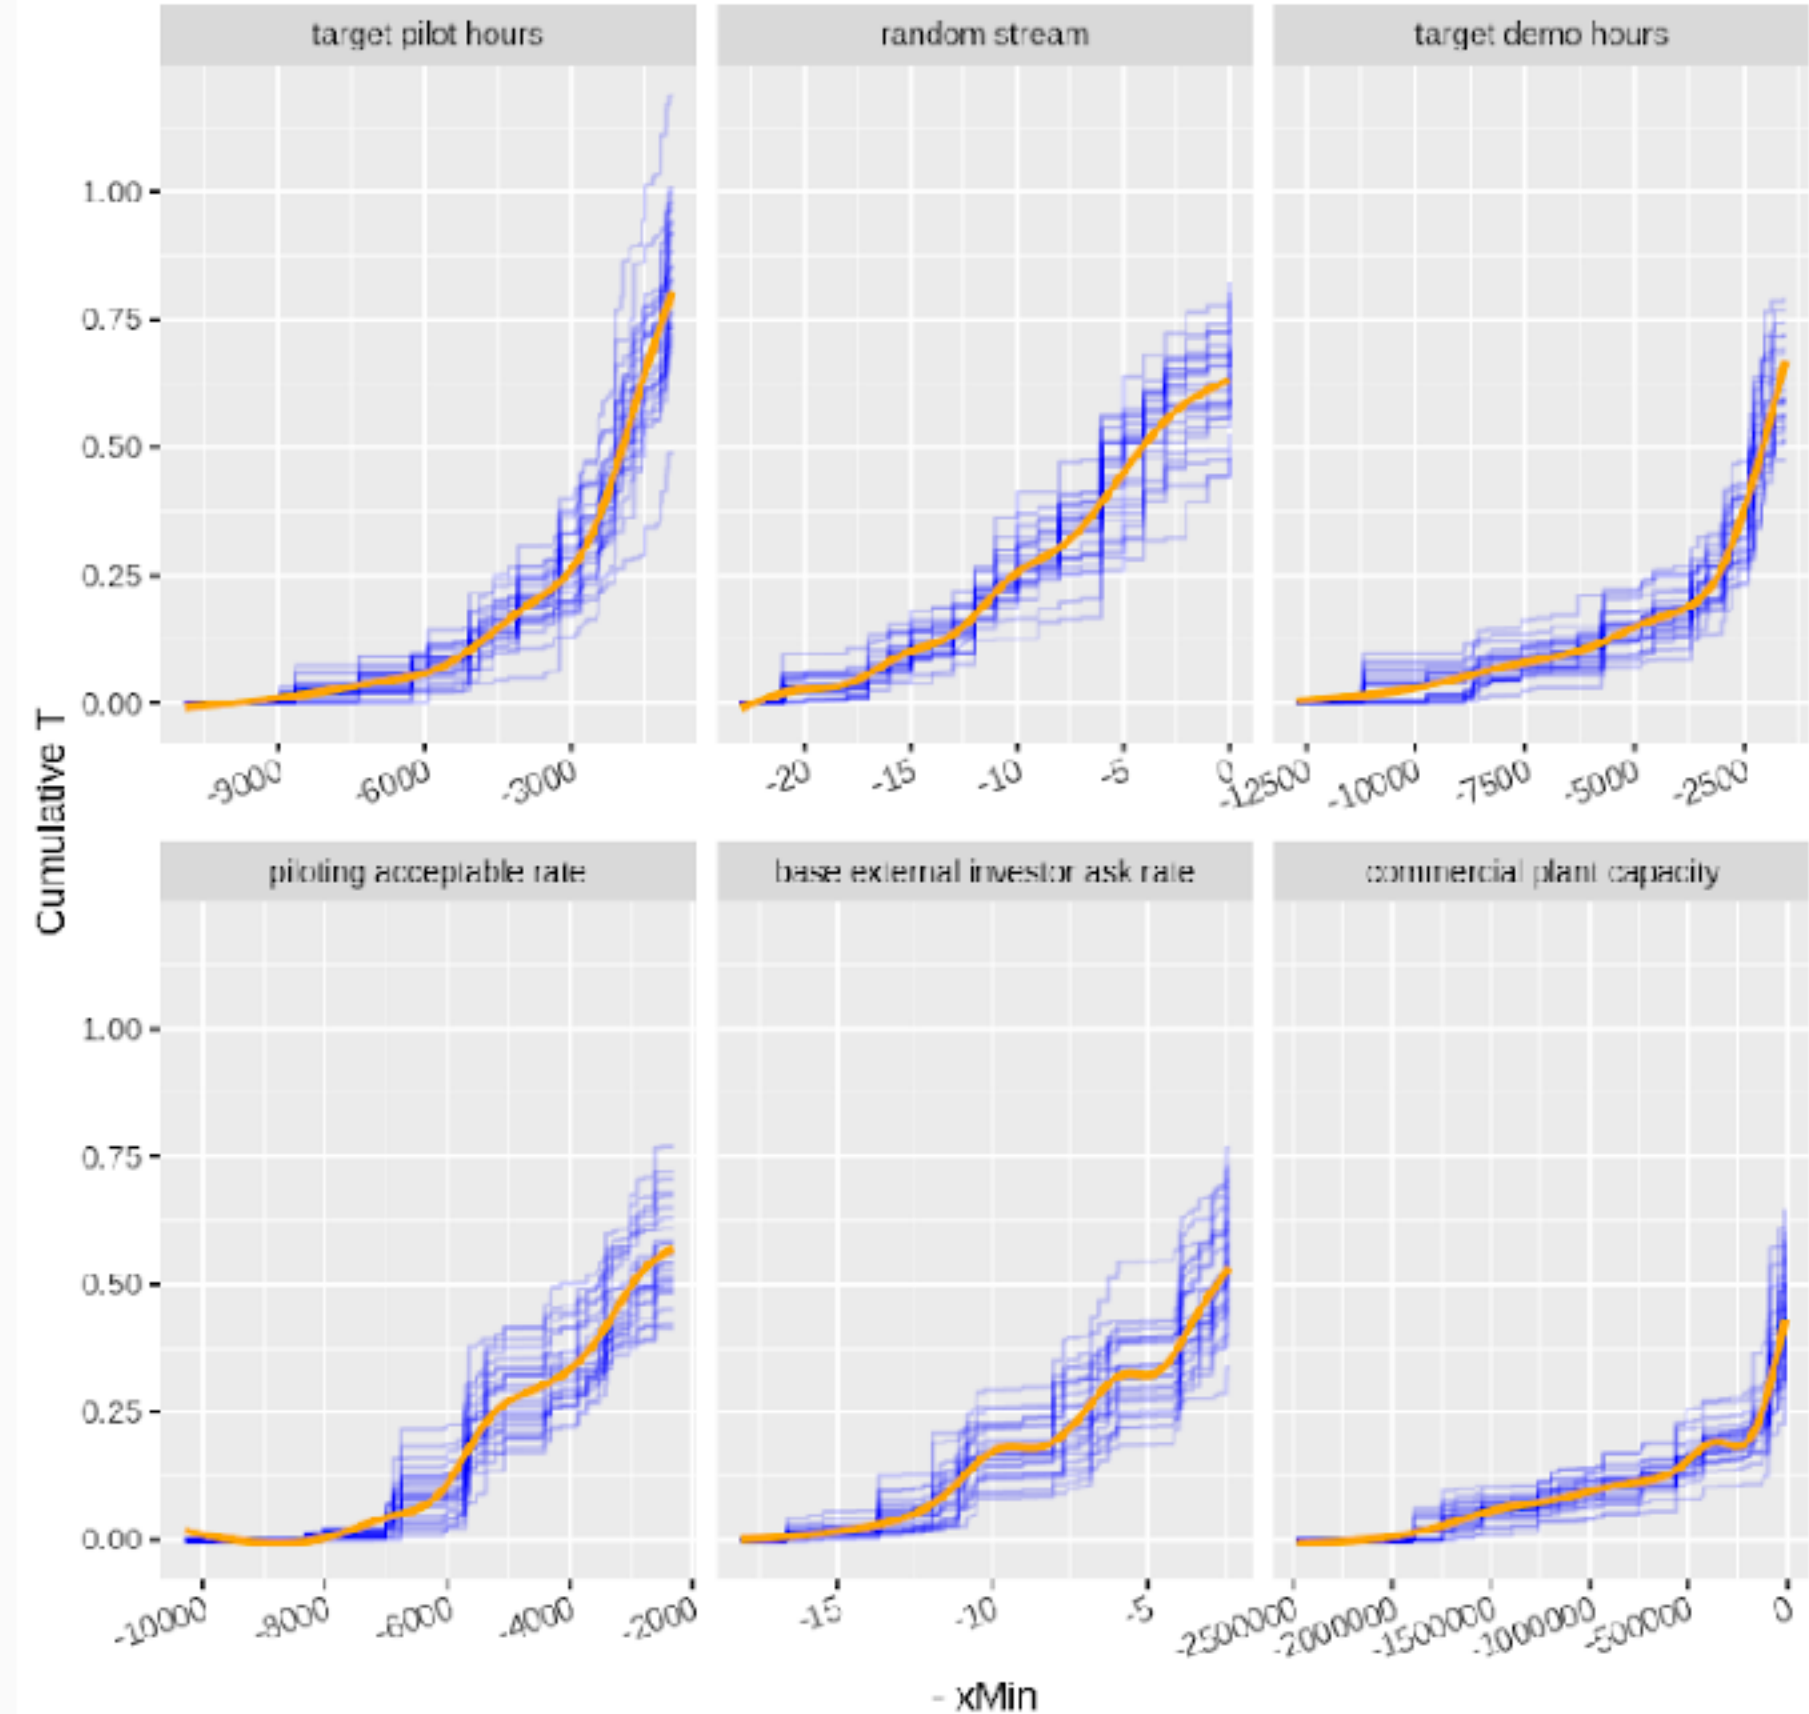 target pilot hours random stream target demo hours
1.00
0.75
0.50
0.25
0.00
-9000 -6000 -3000 -20 -15 -10 -5 0 -12500 -10000 -7500 -5000 -2500
Cumulative T
piloting acceptable rate base external investor ask rate commercial plant capacity
1.00
0.75
0.50
0.25
0.00
-10000 -8000 -6000 -4000 -2000 -15 -10 -5 -2500000 -2000000 -1500000 -1000000 -500000 0
- xMin